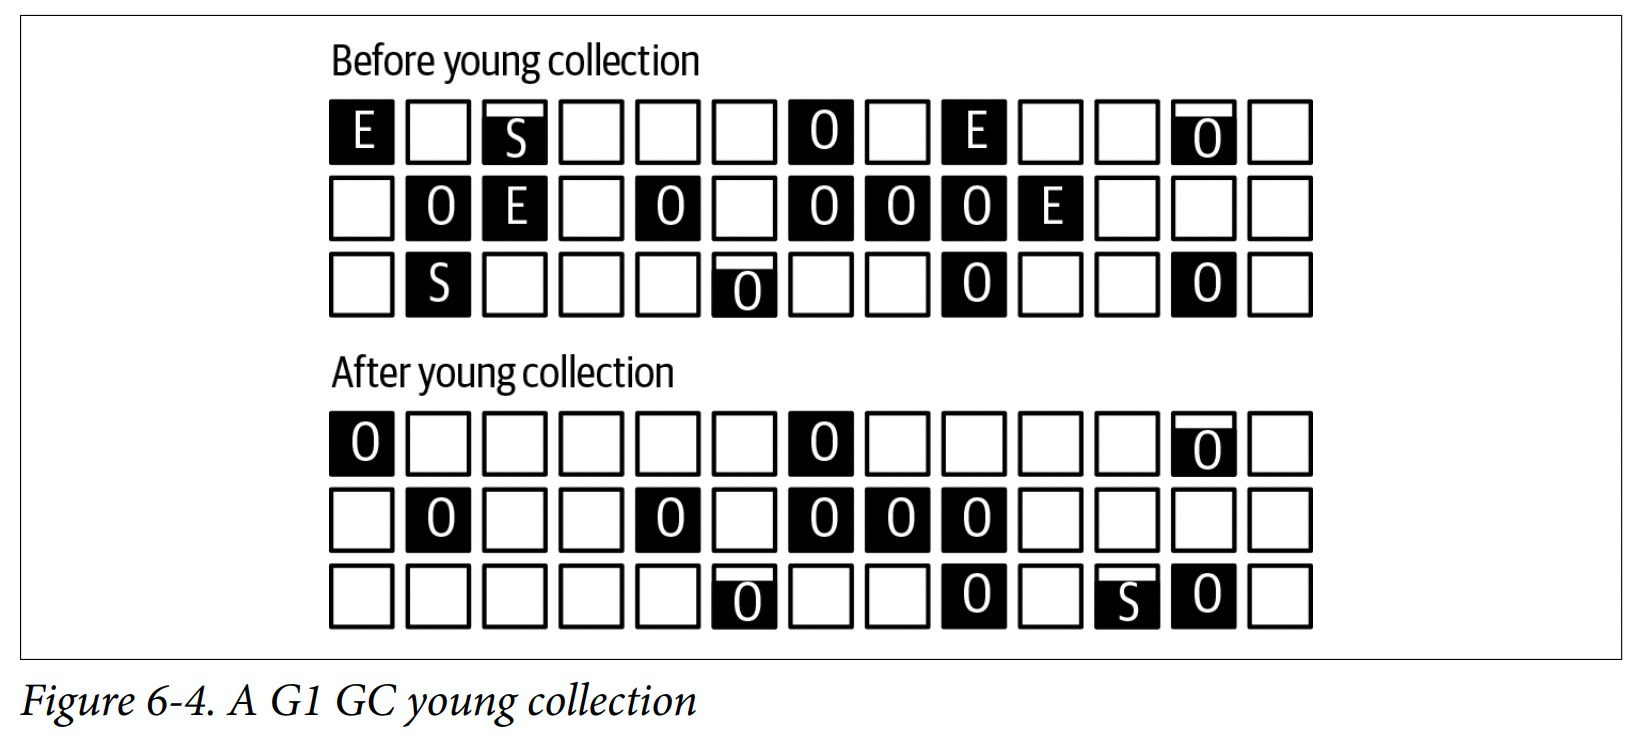 Before young collection
E S O E O
O E O O O O E
S O O O
After young collection
O O O
O O O O O
O O S O
Figure 6-4. A G1 GC young collection